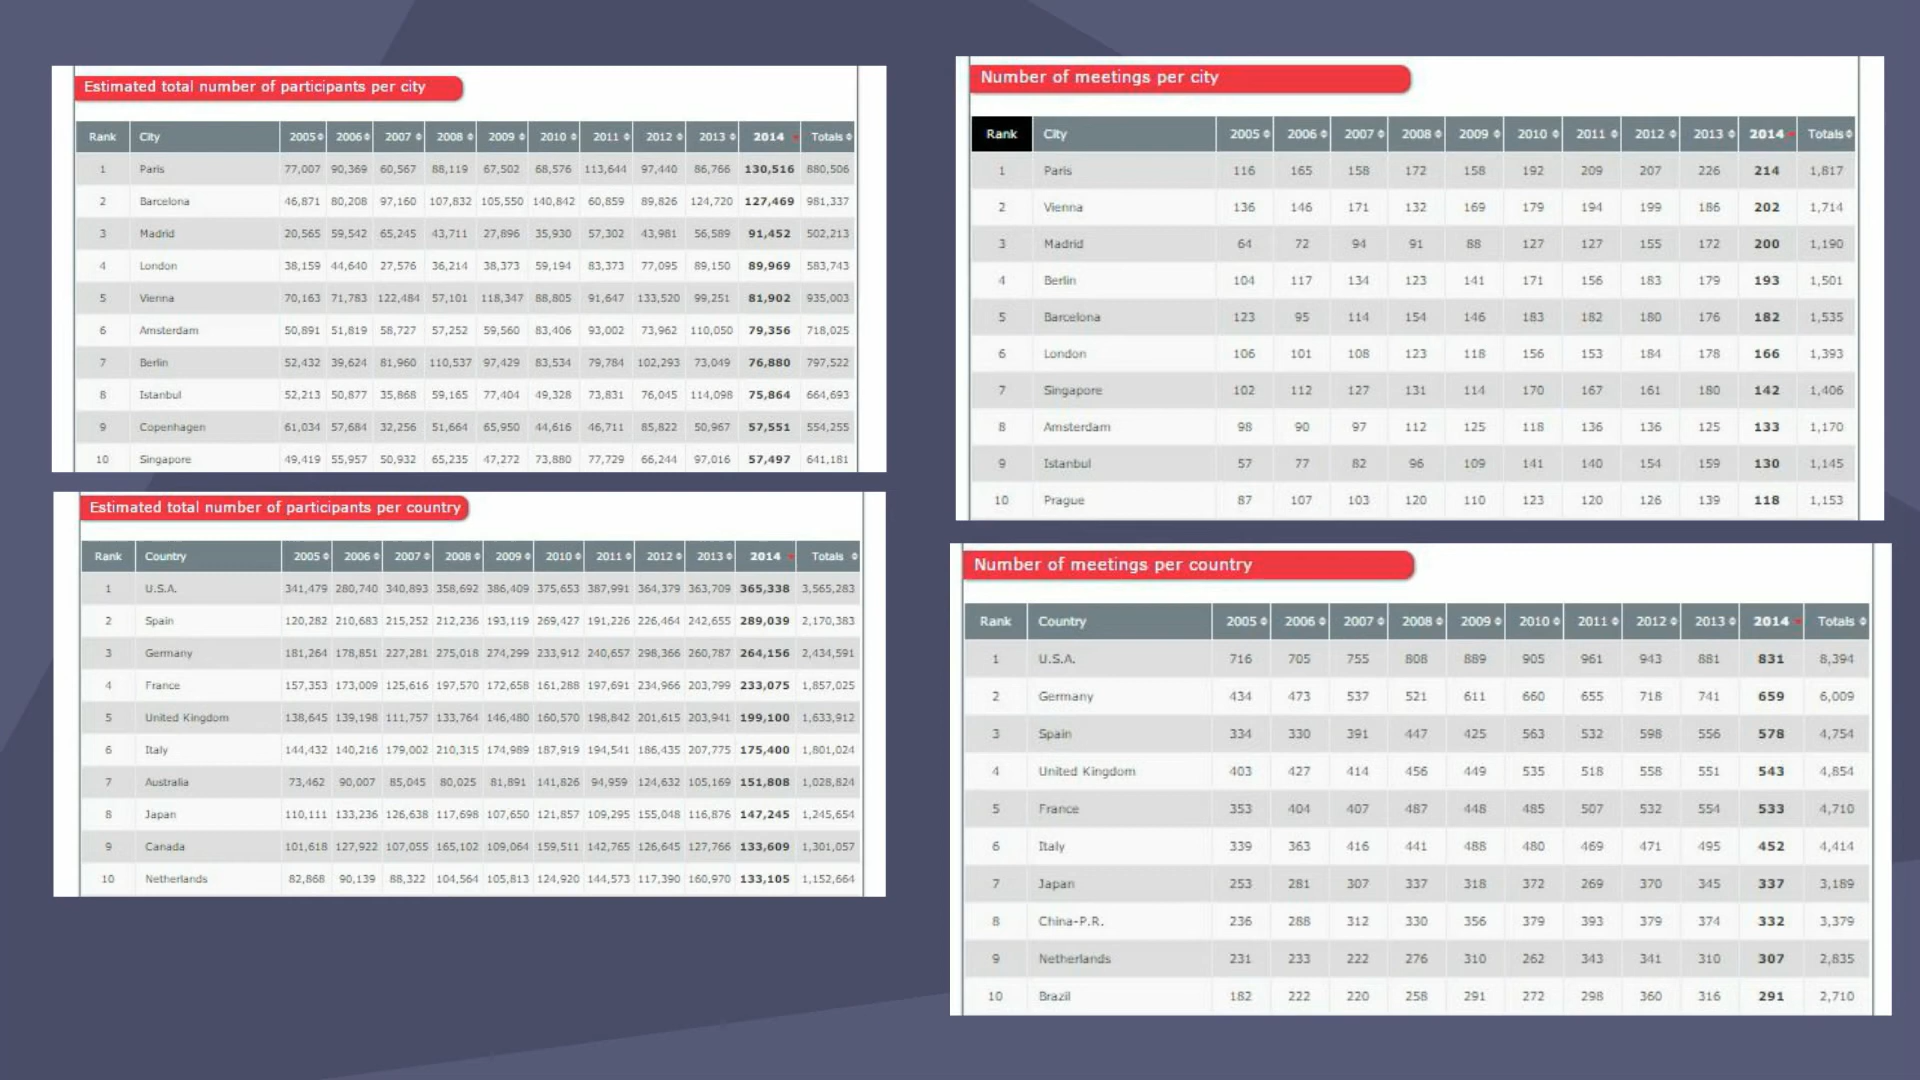 Estimated total number of participants per city
Rank City 2005 2006 2007 2008 2009 2010 2011 2012 2013 2014 Totals
1 Paris 77,007 90,369 60,567 88,119 67,502 68,576 113,644 97,440 86,766 130,516 880,506
2 Barcelona 46,871 80,208 97,160 107,832 105,550 140,842 60,859 89,826 124,720 127,469 981,337
3 Madrid 20,565 59,542 65,245 43,711 27,896 35,930 57,302 43,981 56,589 91,452 502,213
4 London 38,159 44,640 27,576 36,214 38,373 59,194 83,373 77,095 89,150 89,969 583,743
5 Vienna 70,163 71,783 122,484 57,101 118,347 88,805 91,647 133,520 99,251 81,902 935,003
6 Amsterdam 50,891 51,819 58,727 57,252 59,560 83,406 93,002 73,962 110,050 79,356 718,025
7 Berlin 52,432 39,624 81,960 110,537 97,429 83,534 79,784 102,293 73,049 76,880 797,522
8 Istanbul 52,213 50,877 35,868 59,165 77,404 49,328 73,831 76,045 114,098 75,864 664,693
9 Copenhagen 61,034 57,684 32,256 51,664 65,950 44,616 46,711 85,822 50,967 57,551 554,255
10 Singapore 49,419 55,957 50,932 65,235 47,272 73,880 77,729 66,244 97,016 57,497 641,181
Estimated total number of participants per country
Rank Country 2005 2006 2007 2008 2009 2010 2011 2012 2013 2014 Totals
1 U.S.A. 341,479 280,740 340,893 358,692 386,409 375,653 387,991 364,379 363,709 365,338 3,565,283
2 Spain 120,282 210,683 215,252 212,236 193,119 269,427 191,226 226,464 242,655 289,039 2,170,383
3 Germany 181,264 178,851 227,281 275,018 274,299 233,912 240,657 298,366 260,787 264,156 2,434,591
4 France 157,353 173,009 125,616 197,570 172,658 161,288 197,691 234,966 203,799 233,075 1,857,025
5 United Kingdom 138,645 139,198 111,757 133,764 146,480 160,570 198,842 201,615 203,941 199,100 1,633,912
6 Italy 144,432 140,216 179,002 210,315 174,989 187,919 194,541 186,435 207,775 175,400 1,801,024
7 Australia 73,462 90,007 85,045 80,025 81,891 141,826 94,959 124,632 105,169 151,808 1,028,824
8 Japan 110,111 133,236 126,638 117,698 107,650 121,857 109,295 155,048 116,876 147,245 1,245,654
9 Canada 101,618 127,922 107,055 165,102 109,064 159,511 142,765 126,645 127,766 133,609 1,301,057
10 Netherlands 82,868 90,139 88,322 104,564 105,813 124,920 144,573 117,390 160,970 133,105 1,152,664
Number of meetings per city
Rank City 2005 2006 2007 2008 2009 2010 2011 2012 2013 2014 Totals
1 Paris 116 165 158 172 158 192 209 207 226 214 1,817
2 Vienna 136 146 171 132 169 179 194 199 186 202 1,714
3 Madrid 64 72 94 91 88 127 127 155 172 200 1,190
4 Berlin 104 117 134 123 141 171 156 183 179 193 1,501
5 Barcelona 123 95 114 154 146 183 182 180 176 182 1,535
6 London 106 101 108 123 118 156 153 184 178 166 1,393
7 Singapore 102 112 127 131 114 170 167 161 180 142 1,406
8 Amsterdam 98 90 97 112 125 118 136 136 125 133 1,170
9 Istanbul 57 77 82 96 109 141 140 154 159 130 1,145
10 Prague 87 107 103 120 110 123 120 126 139 118 1,153
Number of meetings per country
Rank Country 2005 2006 2007 2008 2009 2010 2011 2012 2013 2014 Totals
1 U.S.A. 716 705 755 808 889 905 961 943 881 831 8,394
2 Germany 434 473 537 521 611 660 655 718 741 659 6,009
3 Spain 334 330 391 447 425 563 532 598 556 578 4,754
4 United Kingdom 403 427 414 456 449 535 518 558 551 543 4,854
5 France 353 404 407 487 448 485 507 532 554 533 4,710
6 Italy 339 363 416 441 488 480 469 471 495 452 4,414
7 Japan 253 281 307 337 318 372 269 370 345 337 3,189
8 China-P.R. 236 288 312 330 356 379 393 379 374 332 3,379
9 Netherlands 231 233 222 276 310 262 343 341 310 307 2,835
10 Brazil 182 222 220 258 291 272 298 360 316 291 2,710